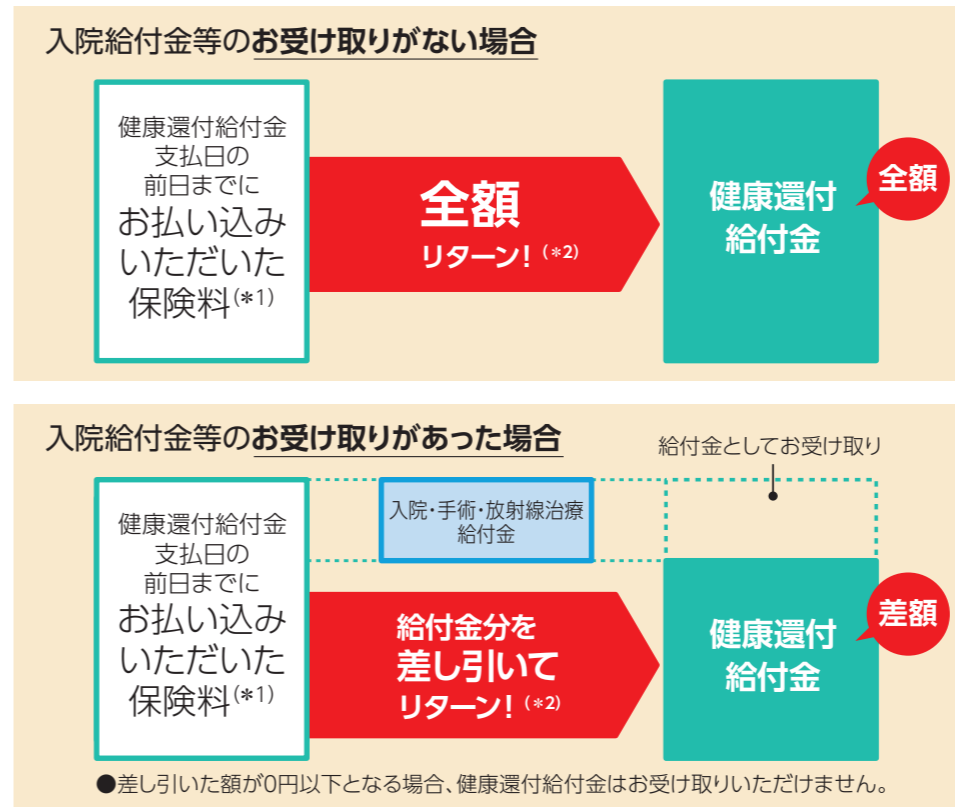 入院給付金等のお受け取りがない場合
健康還付給付金
支払日の
前日までに
お払い込み
いただいた
保険料(*1)
全額
リターン！(*2)
健康還付
給付金
全額
入院給付金等のお受け取りがあった場合
給付金としてお受け取り
健康還付給付金
支払日の
前日までに
お払い込み
いただいた
保険料(*1)
入院・手術・放射線治療
給付金
給付金分を
差し引いて
リターン！(*2)
健康還付
給付金
差額
●差し引いた額が0円以下となる場合、健康還付給付金はお受け取りいただけません。